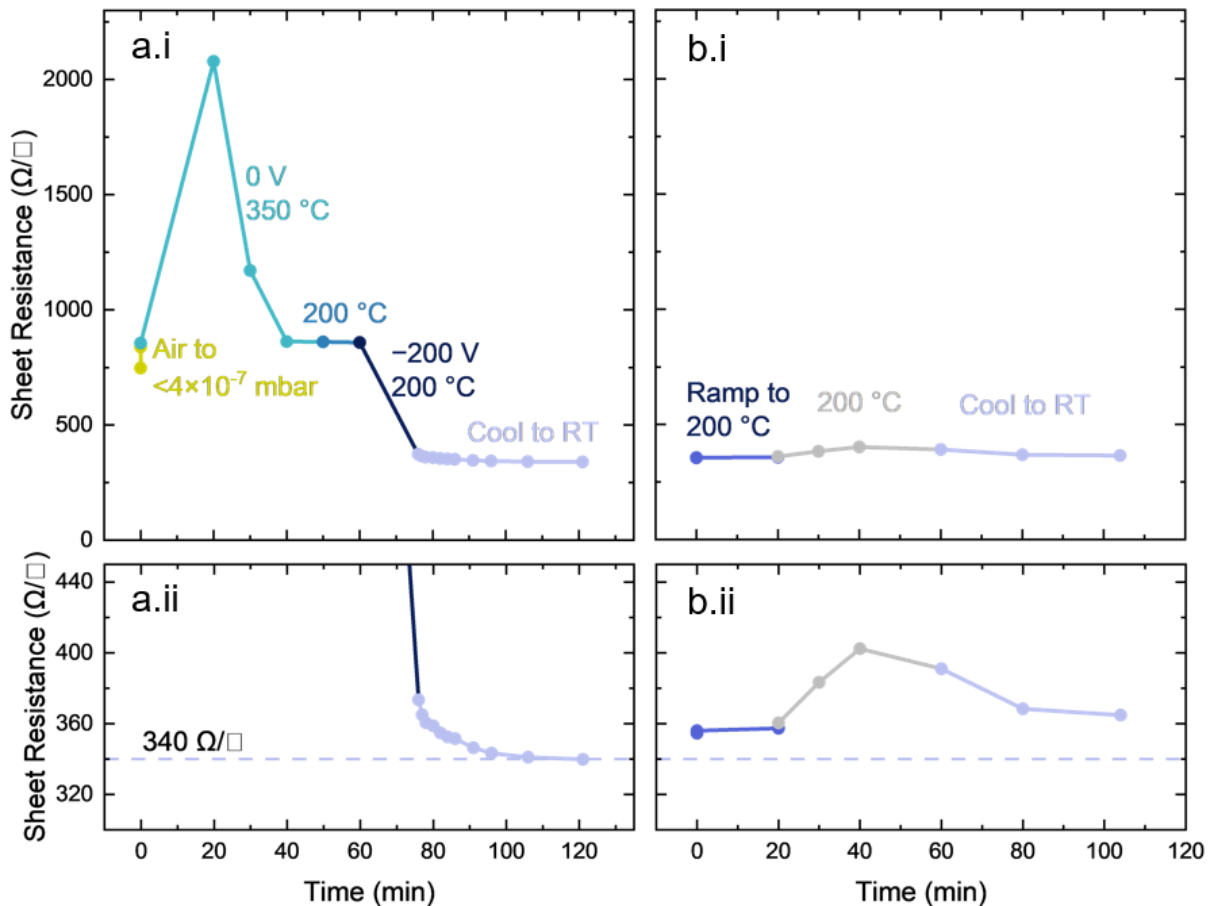 a.i
b.i
Sheet Resistance (Ω/□)
2000
1500
1000
500
0
0 V
350 °C
200 °C
Air to
<4×10⁻⁷ mbar
−200 V
200 °C
Cool to RT
Ramp to
200 °C
200 °C
Cool to RT
a.ii
b.ii
Sheet Resistance (Ω/□)
440
400
360
320
340 Ω/□
0 20 40 60 80 100 120
0 20 40 60 80 100 120
Time (min)
Time (min)